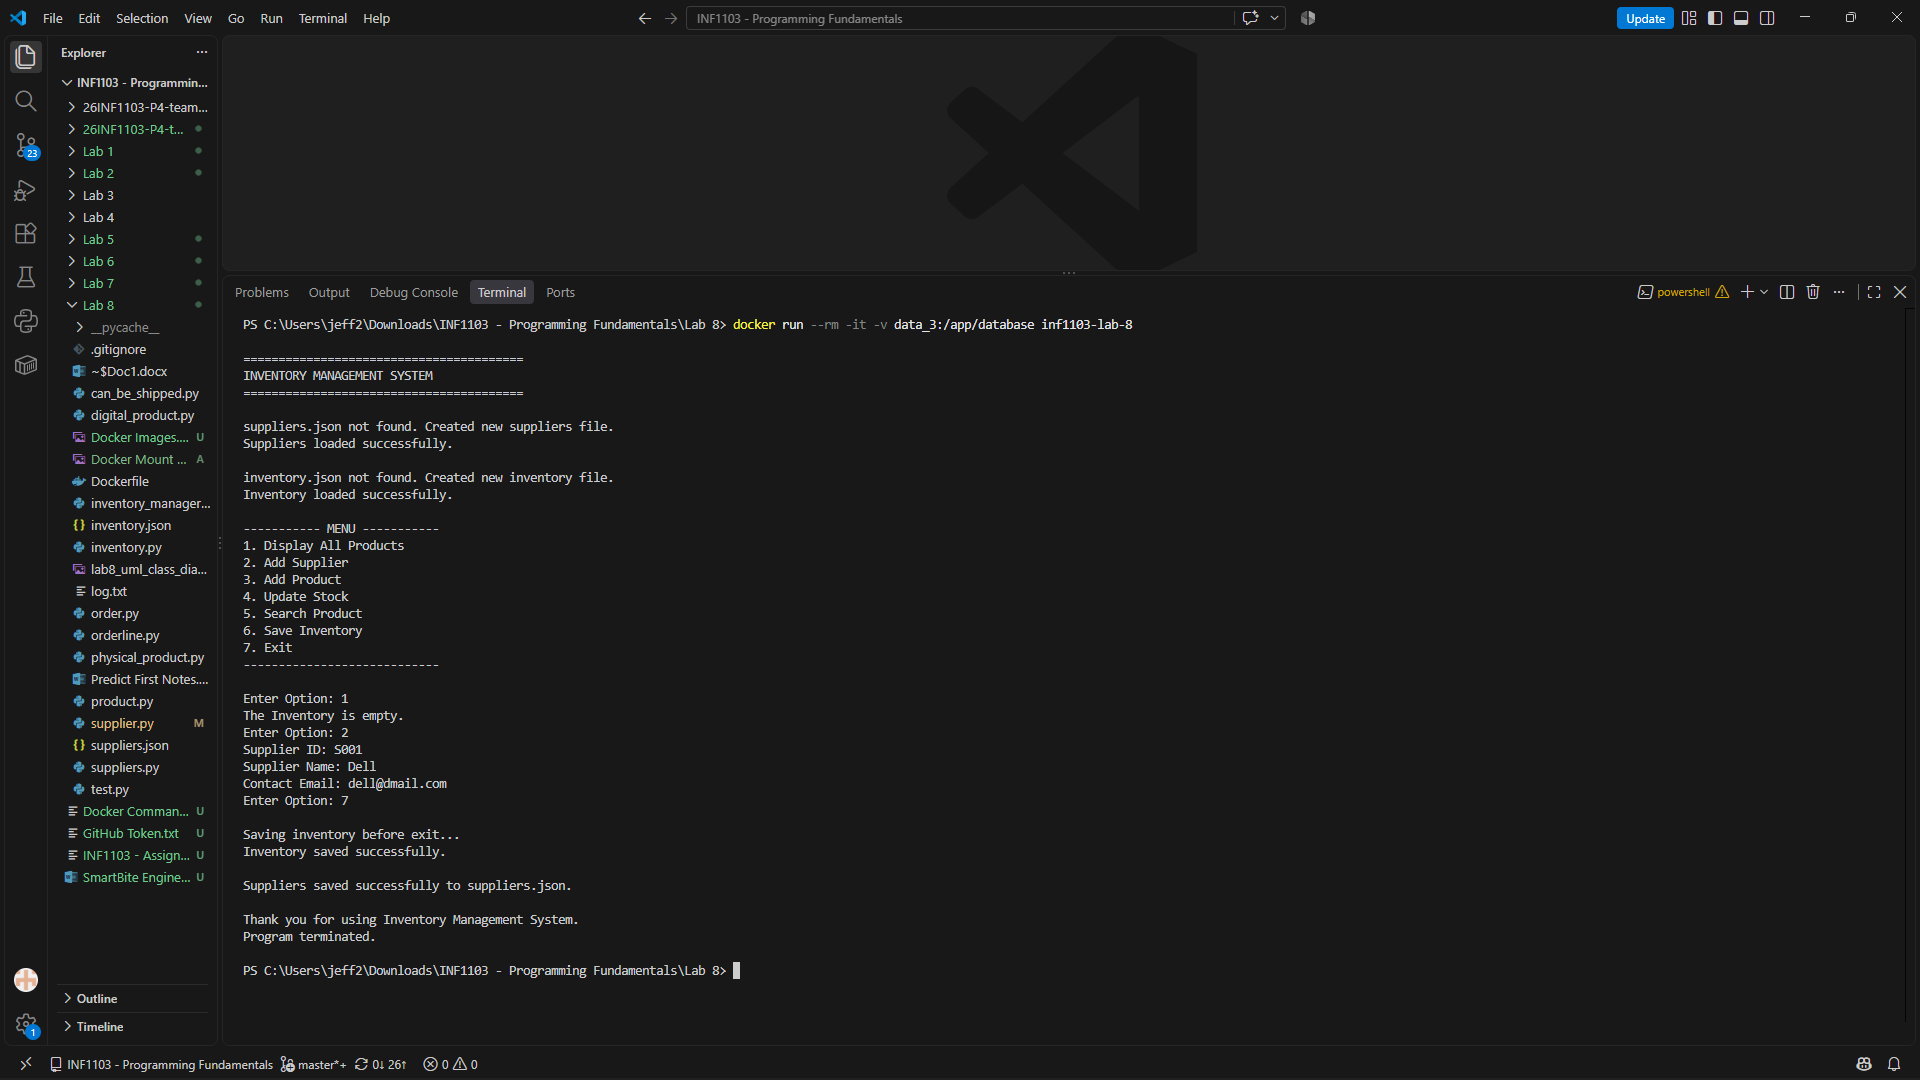 File Edit Selection View Go Run Terminal Help
INF1103 - Programming Fundamentals
Update
Explorer
INF1103 - Programmin...
26INF1103-P4-team...
26INF1103-P4-t...
Lab 1
Lab 2
Lab 3
Lab 4
Lab 5
Lab 6
Lab 7
Lab 8
__pycache__
.gitignore
~$Doc1.docx
can_be_shipped.py
digital_product.py
Docker Images.... U
Docker Mount ... A
Dockerfile
inventory_manager...
inventory.json
inventory.py
lab8_uml_class_dia...
log.txt
order.py
orderline.py
physical_product.py
Predict First Notes....
product.py
supplier.py M
suppliers.json
suppliers.py
test.py
Docker Comman... U
GitHub Token.txt U
INF1103 - Assign... U
SmartBite Engine... U
Outline
Timeline
23
1
Problems Output Debug Console Terminal Ports
powershell
PS C:\Users\jeff2\Downloads\INF1103 - Programming Fundamentals\Lab 8> docker run --rm -it -v data_3:/app/database inf1103-lab-8
========================================
INVENTORY MANAGEMENT SYSTEM
========================================
suppliers.json not found. Created new suppliers file.
Suppliers loaded successfully.
inventory.json not found. Created new inventory file.
Inventory loaded successfully.
----------- MENU -----------
1. Display All Products
2. Add Supplier
3. Add Product
4. Update Stock
5. Search Product
6. Save Inventory
7. Exit
----------------------------
Enter Option: 1
The Inventory is empty.
Enter Option: 2
Supplier ID: S001
Supplier Name: Dell
Contact Email: dell@dmail.com
Enter Option: 7
Saving inventory before exit...
Inventory saved successfully.
Suppliers saved successfully to suppliers.json.
Thank you for using Inventory Management System.
Program terminated.
PS C:\Users\jeff2\Downloads\INF1103 - Programming Fundamentals\Lab 8>
INF1103 - Programming Fundamentals master*+ 0↓ 26↑ 0 0